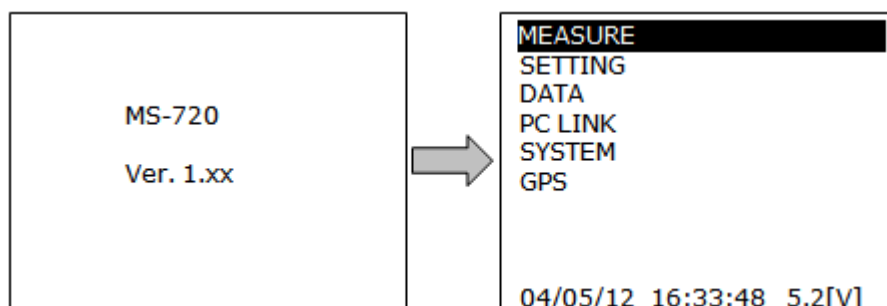 MS-720
Ver. 1.xx
MEASURE
SETTING
DATA
PC LINK
SYSTEM
GPS
04/05/12 16:33:48 5.2[V]